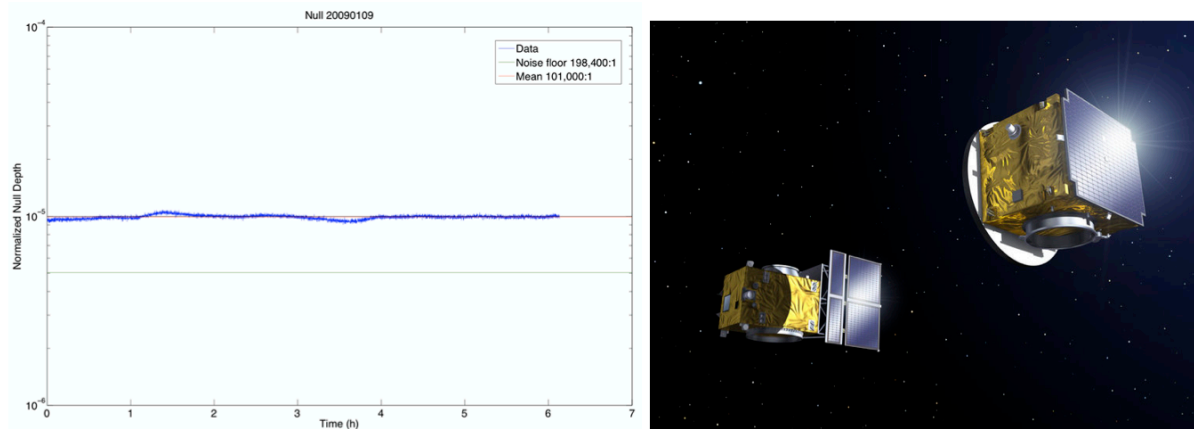 Null 20090109
10^-4
Data
Noise floor 198,400:1
Mean 101,000:1
Normalized Null Depth
10^-5
10^-6
0 1 2 3 4 5 6 7
Time (h)